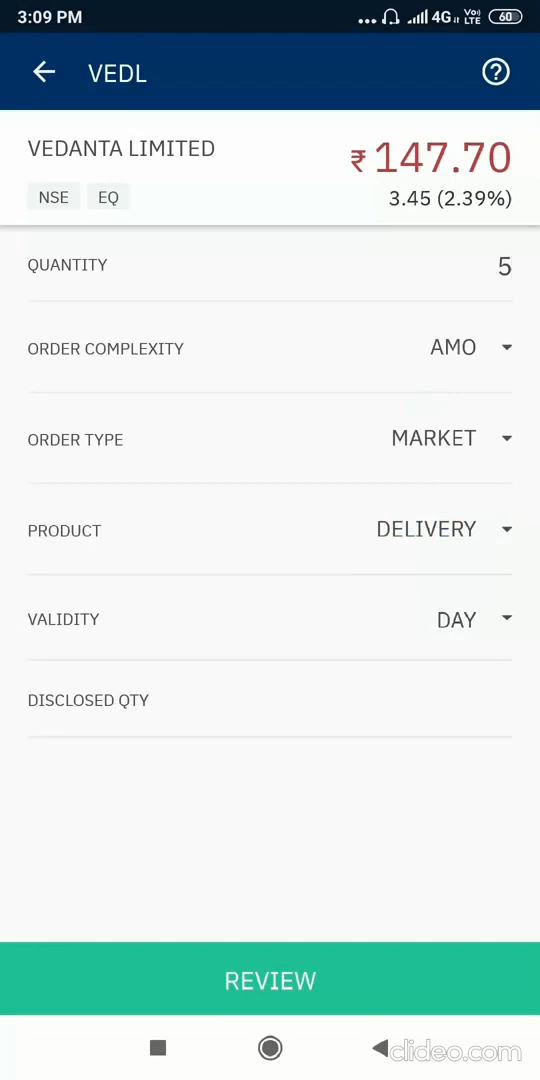 3:09 PM
4G
Vo)) LTE
60
VEDL
VEDANTA LIMITED
₹ 147.70
NSE EQ
3.45 (2.39%)
QUANTITY 5
ORDER COMPLEXITY AMO
ORDER TYPE MARKET
PRODUCT DELIVERY
VALIDITY DAY
DISCLOSED QTY
REVIEW
clideo.com